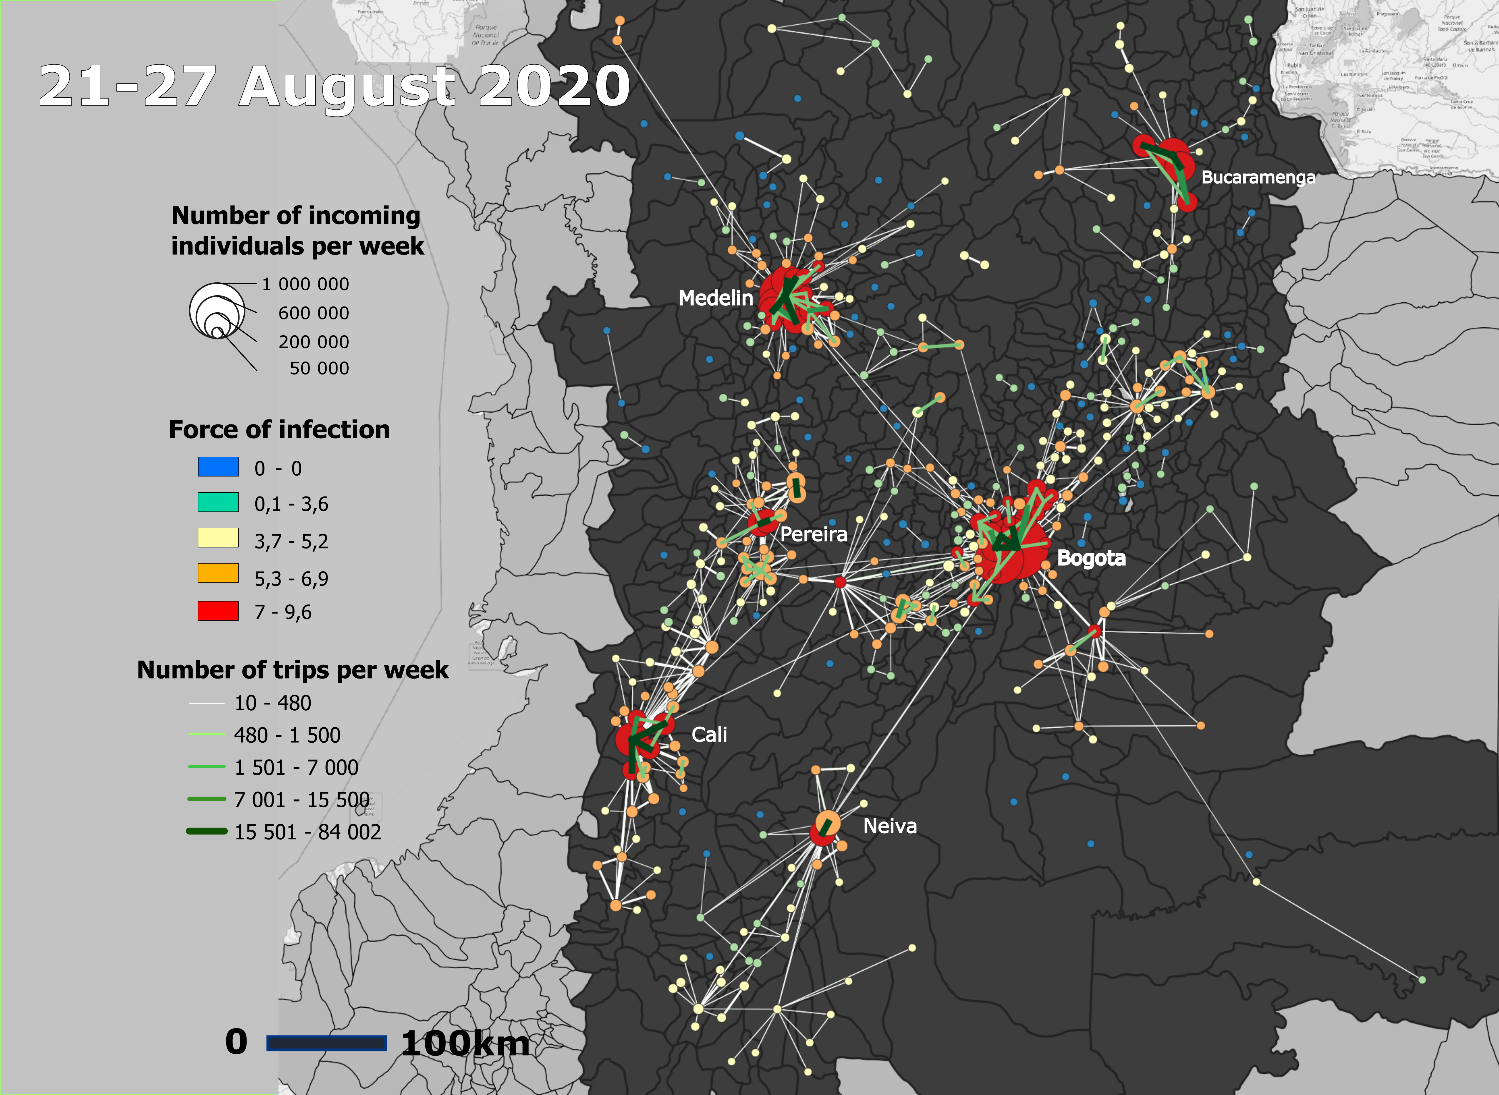 21-27 August 2020
Number of incoming
individuals per week
1 000 000
600 000
200 000
50 000
Force of infection
0 - 0
0,1 - 3,6
3,7 - 5,2
5,3 - 6,9
7 - 9,6
Number of trips per week
10 - 480
480 - 1 500
1 501 - 7 000
7 001 - 15 500
15 501 - 84 002
0
100km
Parque
Nacional
Bucaramenga
Medelin
Pereira
Bogota
Cali
Neiva